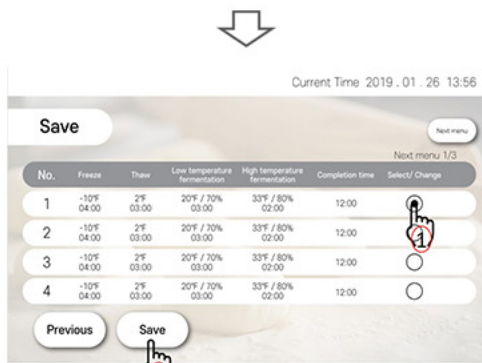 Current Time 2019 . 01 . 26 13:56
Save
Next menu
Next menu 1/3
No. Freeze Thaw Low temperature fermentation High temperature fermentation Completion time Select/ Change
1 -10°F 04:00 2°F 03:00 20°F / 70% 03:00 33°F / 80% 02:00 12:00
1
2 -10°F 04:00 2°F 03:00 20°F / 70% 03:00 33°F / 80% 02:00 12:00
3 -10°F 04:00 2°F 03:00 20°F / 70% 03:00 33°F / 80% 02:00 12:00
4 -10°F 04:00 2°F 03:00 20°F / 70% 03:00 33°F / 80% 02:00 12:00
Previous Save